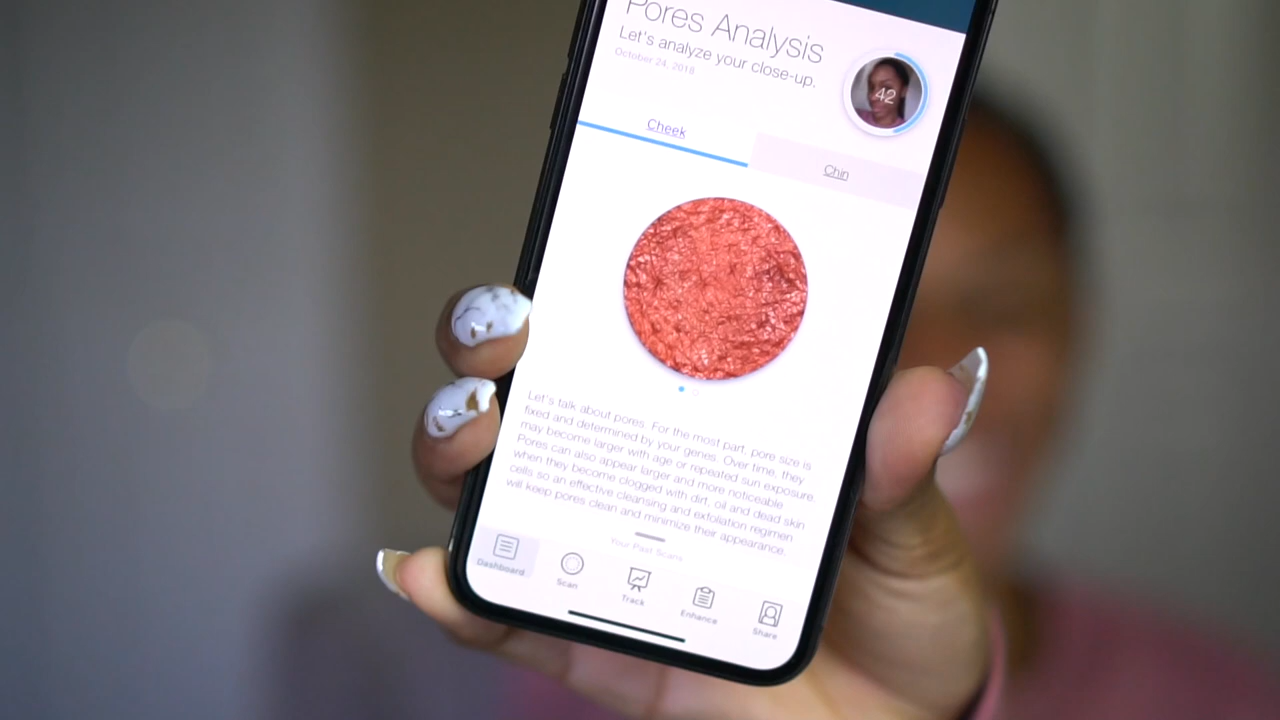 Pores Analysis
Let's analyze your close-up.
October 24, 2018
42
Cheek
Chin
Let's talk about pores. For the most part, pore size is
fixed and determined by your genes. Over time, they
may become larger with age or repeated sun exposure.
Pores can also appear larger and more noticeable
when they become clogged with dirt, oil and dead skin
cells so an effective cleansing and exfoliation regimen
will keep pores clean and minimize their appearance.
Your Past Scans
Dashboard
Scan
Track
Enhance
Share